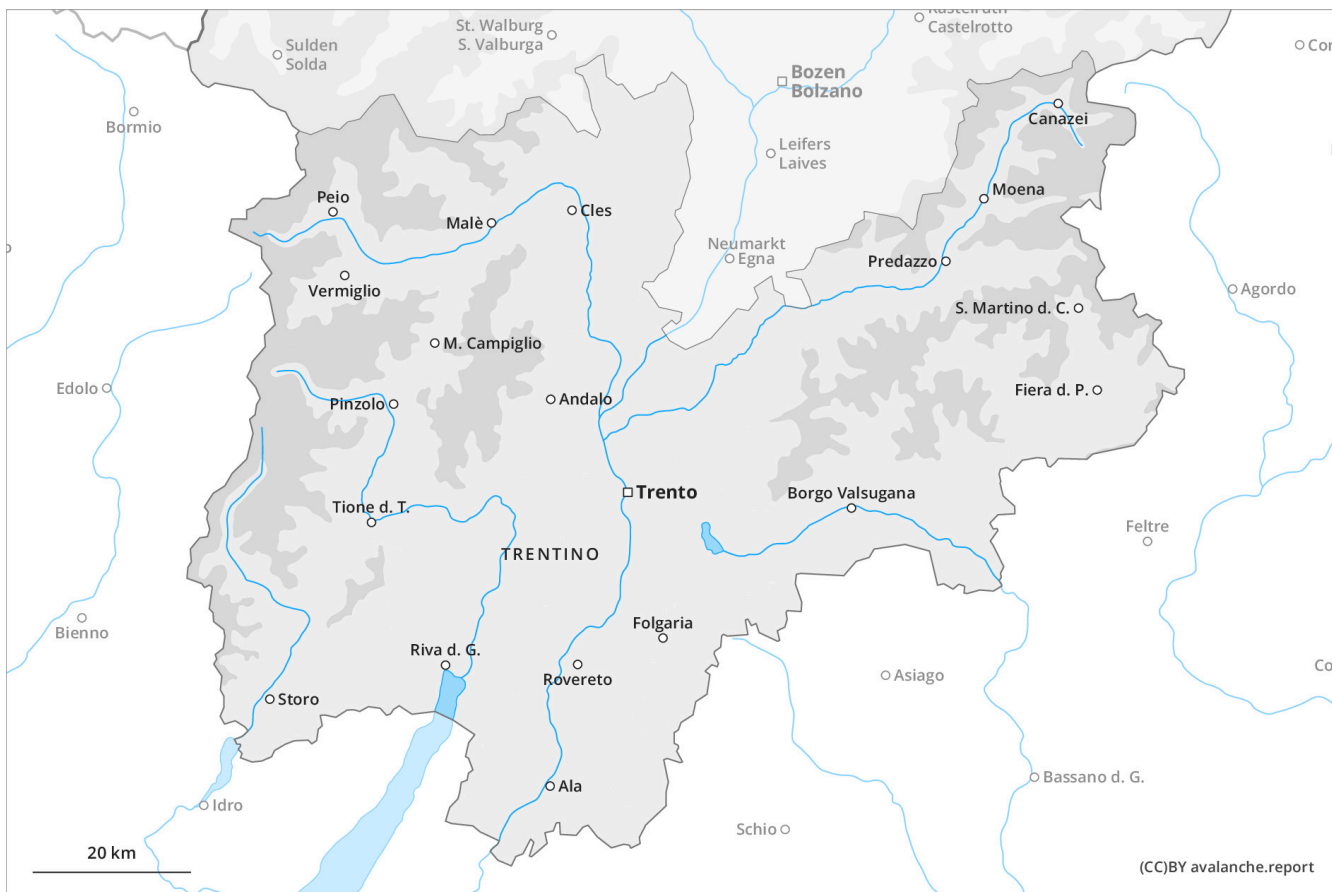 Kastelruth
Castelrotto
St. Walburg
S. Valburga
Sulden
Solda
Cor
Bozen
Bolzano
Bormio
Canazei
Leifers
Laives
Moena
Peio
Malè
Cles
Neumarkt
Egna
Predazzo
Vermiglio
Agordo
S. Martino d. C.
M. Campiglio
Edolo
Pinzolo
Andalo
Fiera d. P.
Trento
Borgo Valsugana
Tione d. T.
Feltre
TRENTINO
Bienno
Folgaria
Riva d. G.
Rovereto
Asiago
Co
Storo
Ala
Bassano d. G.
Idro
Schio
20 km
(CC)BY avalanche.report